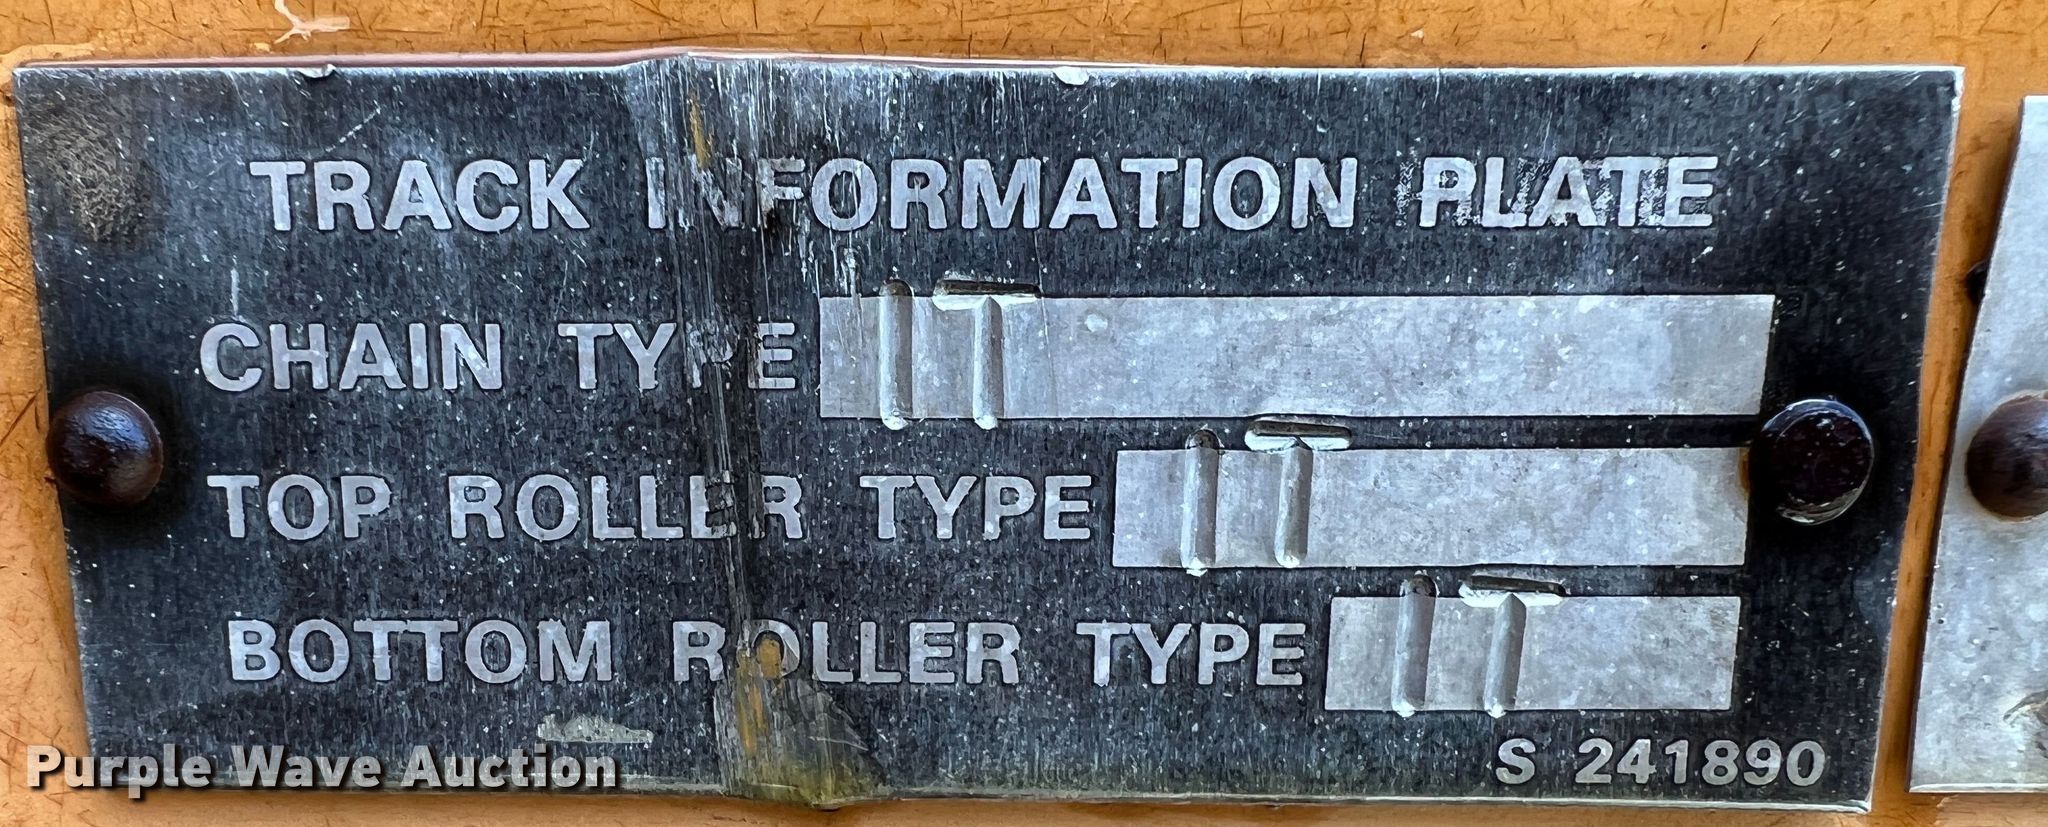 TRACK INFORMATION PLATE
CHAIN TYPE IT
TOP ROLLER TYPE IT
BOTTOM ROLLER TYPE IT
S 241890
Purple Wave Auction